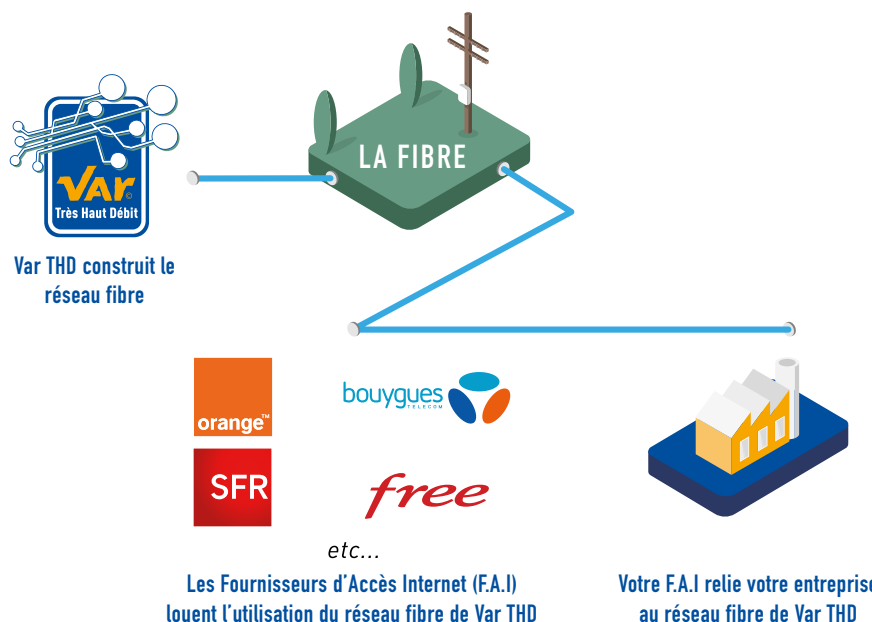 LA FIBRE
VAr
Très Haut Débit
Var THD construit le
réseau fibre
orange™
bouygues
TELECOM
SFR
free
etc...
Les Fournisseurs d’Accès Internet (F.A.I)
louent l’utilisation du réseau fibre de Var THD
Votre F.A.I relie votre entreprise
au réseau fibre de Var THD